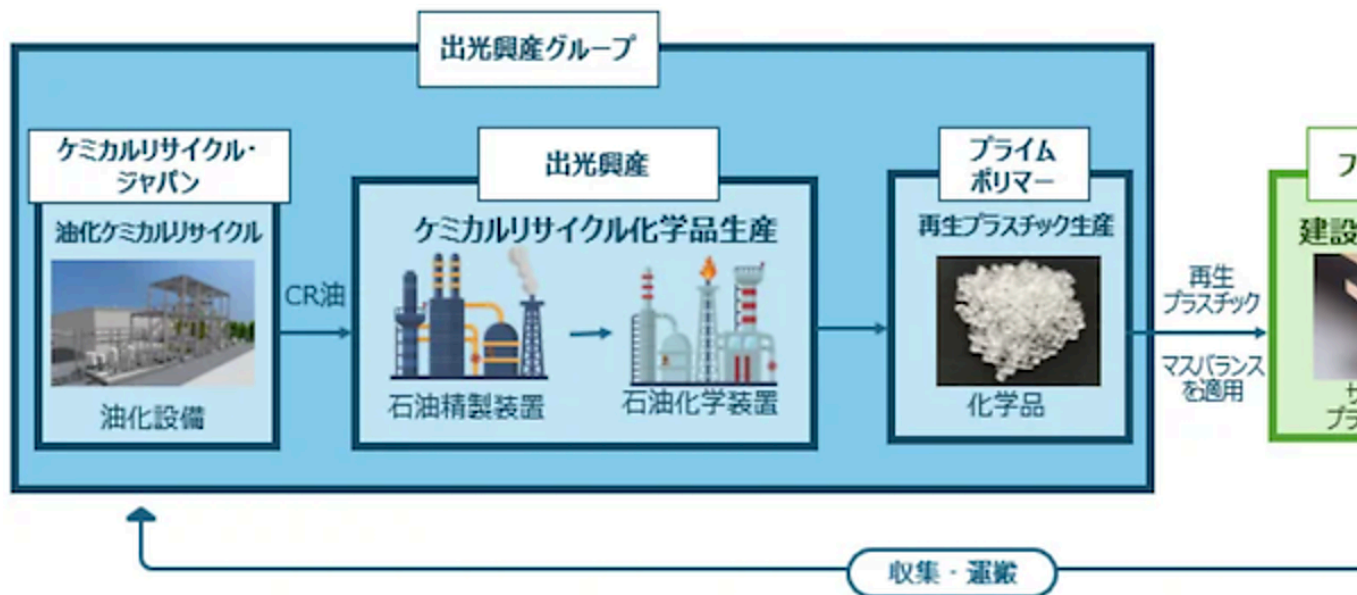 出光興産グループ
ケミカルリサイクル・
ジャパン
油化ケミカルリサイクル
油化設備
CR油
出光興産
ケミカルリサイクル化学品生産
石油精製装置
石油化学装置
プライム
ポリマー
再生プラスチック生産
化学品
再生
プラスチック
マスバランス
を適用
建設
プラ
収集・運搬